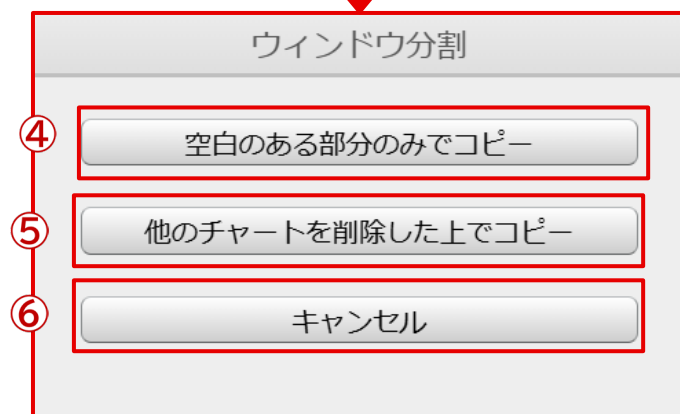 ウィンドウ分割
④ 空白のある部分のみでコピー
⑤ 他のチャートを削除した上でコピー
⑥ キャンセル